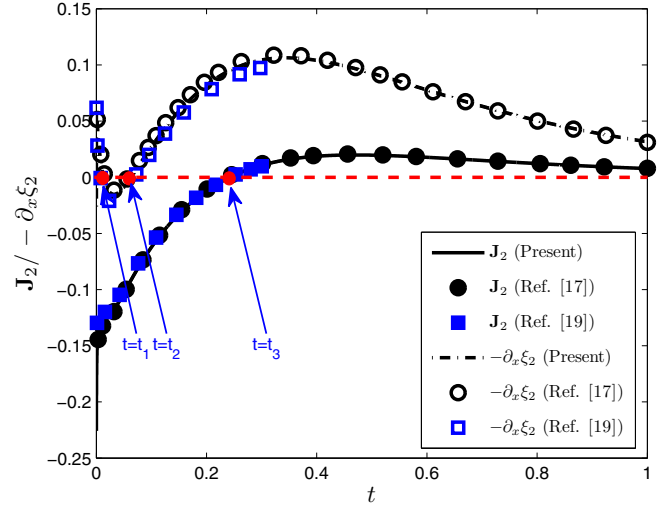 0.15
0.1
0.05
0
−0.05
−0.1
−0.15
−0.2
−0.25
J₂/ − ∂ₓξ₂
0 0.2 0.4 0.6 0.8 1
t
t=t₁ t=t₂ t=t₃
J₂ (Present)
J₂ (Ref. [17])
J₂ (Ref. [19])
−∂ₓξ₂ (Present)
−∂ₓξ₂ (Ref. [17])
−∂ₓξ₂ (Ref. [19])